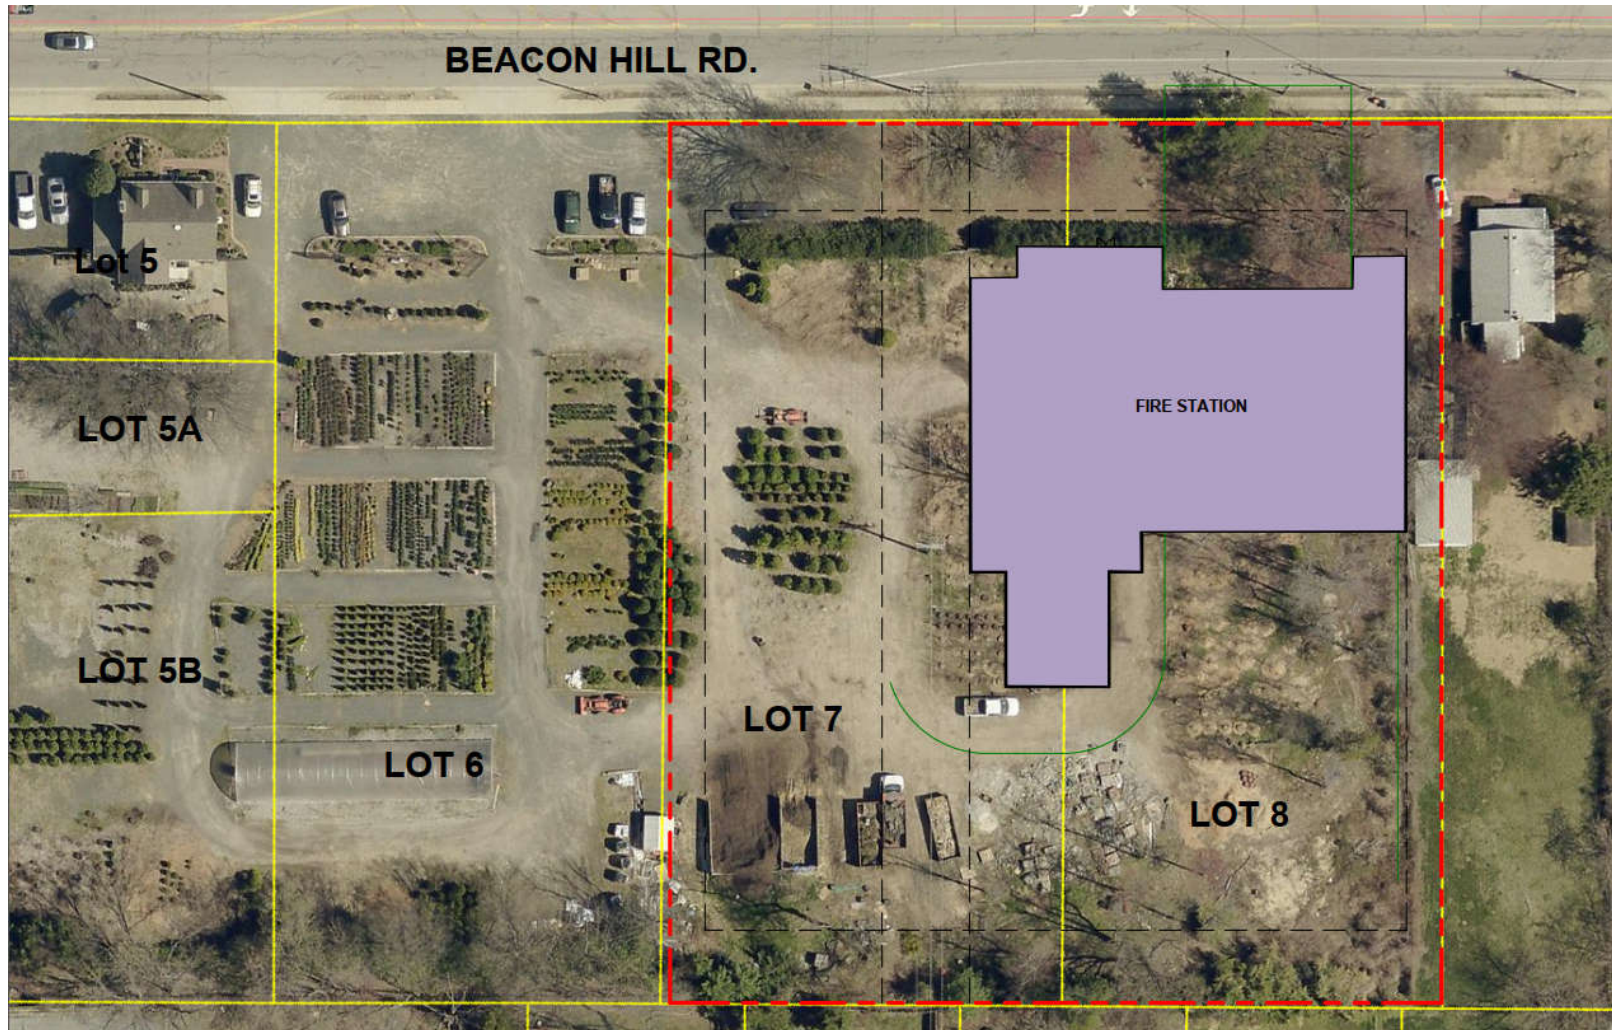 BEACON HILL RD.
Lot 5
FIRE STATION
LOT 5A
LOT 5B
LOT 7
LOT 6
LOT 8